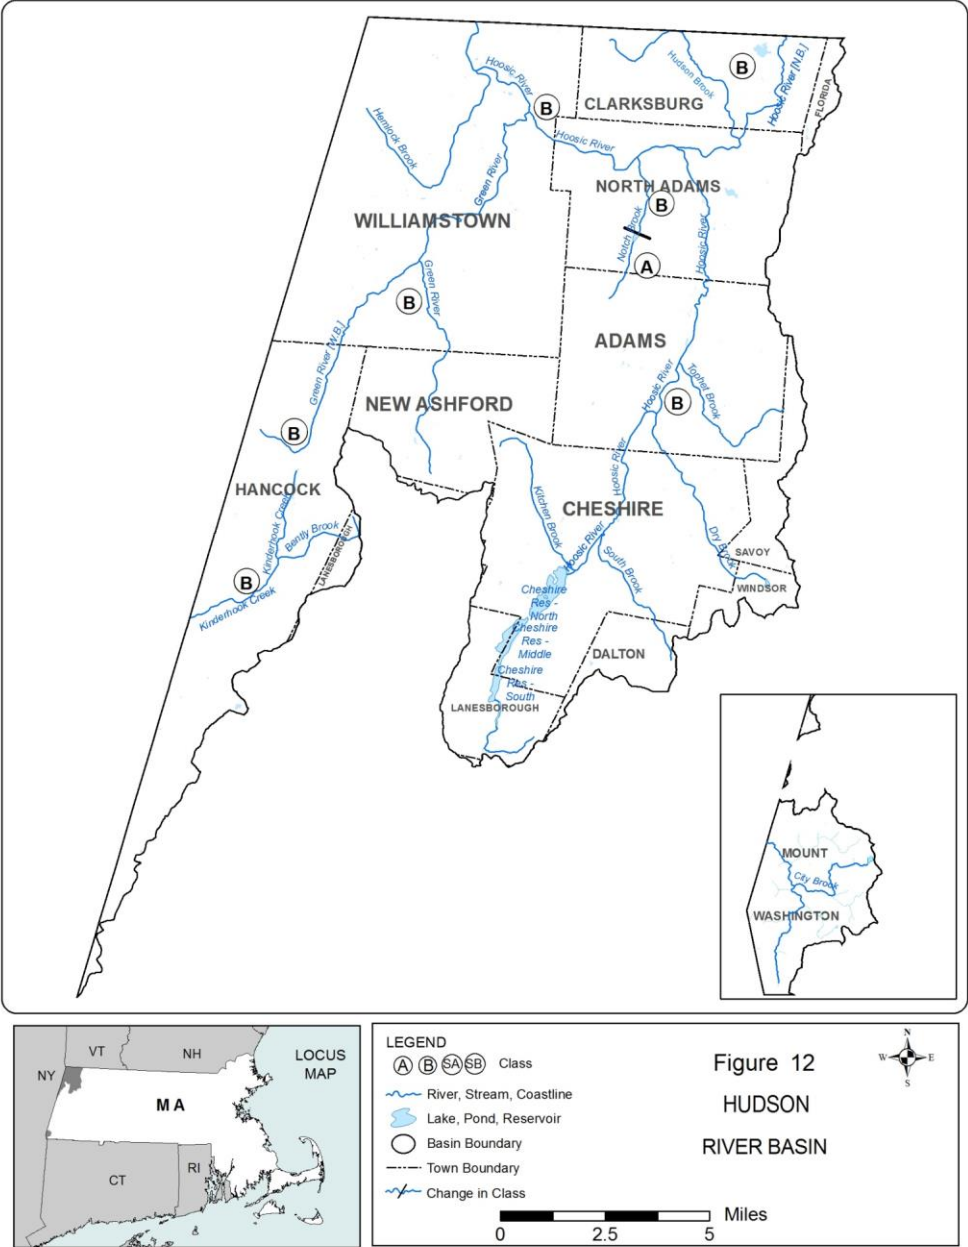 Hoosic River
Hudson Brook
B
Hoosic River [N.B.]
FLORIDA
B
CLARKSBURG
Hemlock Brook
Hoosic River
Green River
NORTH ADAMS
B
WILLIAMSTOWN
Notch Brook
Hoosic River
A
Green River
B
ADAMS
Green River [W.B.]
Hoosic River
Tophet Brook
B
NEW ASHFORD
B
Hoosic River
HANCOCK
Kitchen Brook
CHESHIRE
Kinderhook Creek
Bently Brook
LANESBOROUGH
Hoosic River
South Brook
Dry Brook
SAVOY
WINDSOR
B
Kinderhook Creek
Cheshire
Res -
North
Cheshire
Res -
Middle
Cheshire
Res -
South
DALTON
LANESBOROUGH
MOUNT
City Brook
WASHINGTON
VT
NH
NY
LOCUS
MAP
MA
CT
RI
LEGEND
A B SA SB Class
River, Stream, Coastline
Lake, Pond, Reservoir
Basin Boundary
Town Boundary
Change in Class
Figure 12
HUDSON
RIVER BASIN
N
W E
S
Miles
0 2.5 5